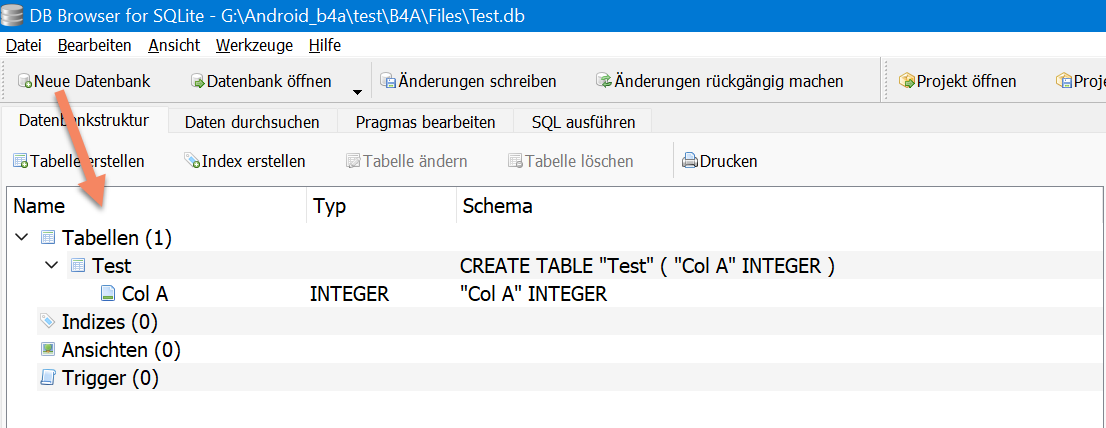 DB Browser for SQLite - G:\Android_b4a\test\B4A\Files\Test.db
Datei Bearbeiten Ansicht Werkzeuge Hilfe
Neue Datenbank Datenbank öffnen Änderungen schreiben Änderungen rückgängig machen Projekt öffnen Proje
Datenbankstruktur Daten durchsuchen Pragmas bearbeiten SQL ausführen
Tabelle erstellen Index erstellen Tabelle ändern Tabelle löschen Drucken
Name Typ Schema
Tabellen (1)
Test CREATE TABLE "Test" ( "Col A" INTEGER )
Col A INTEGER "Col A" INTEGER
Indizes (0)
Ansichten (0)
Trigger (0)